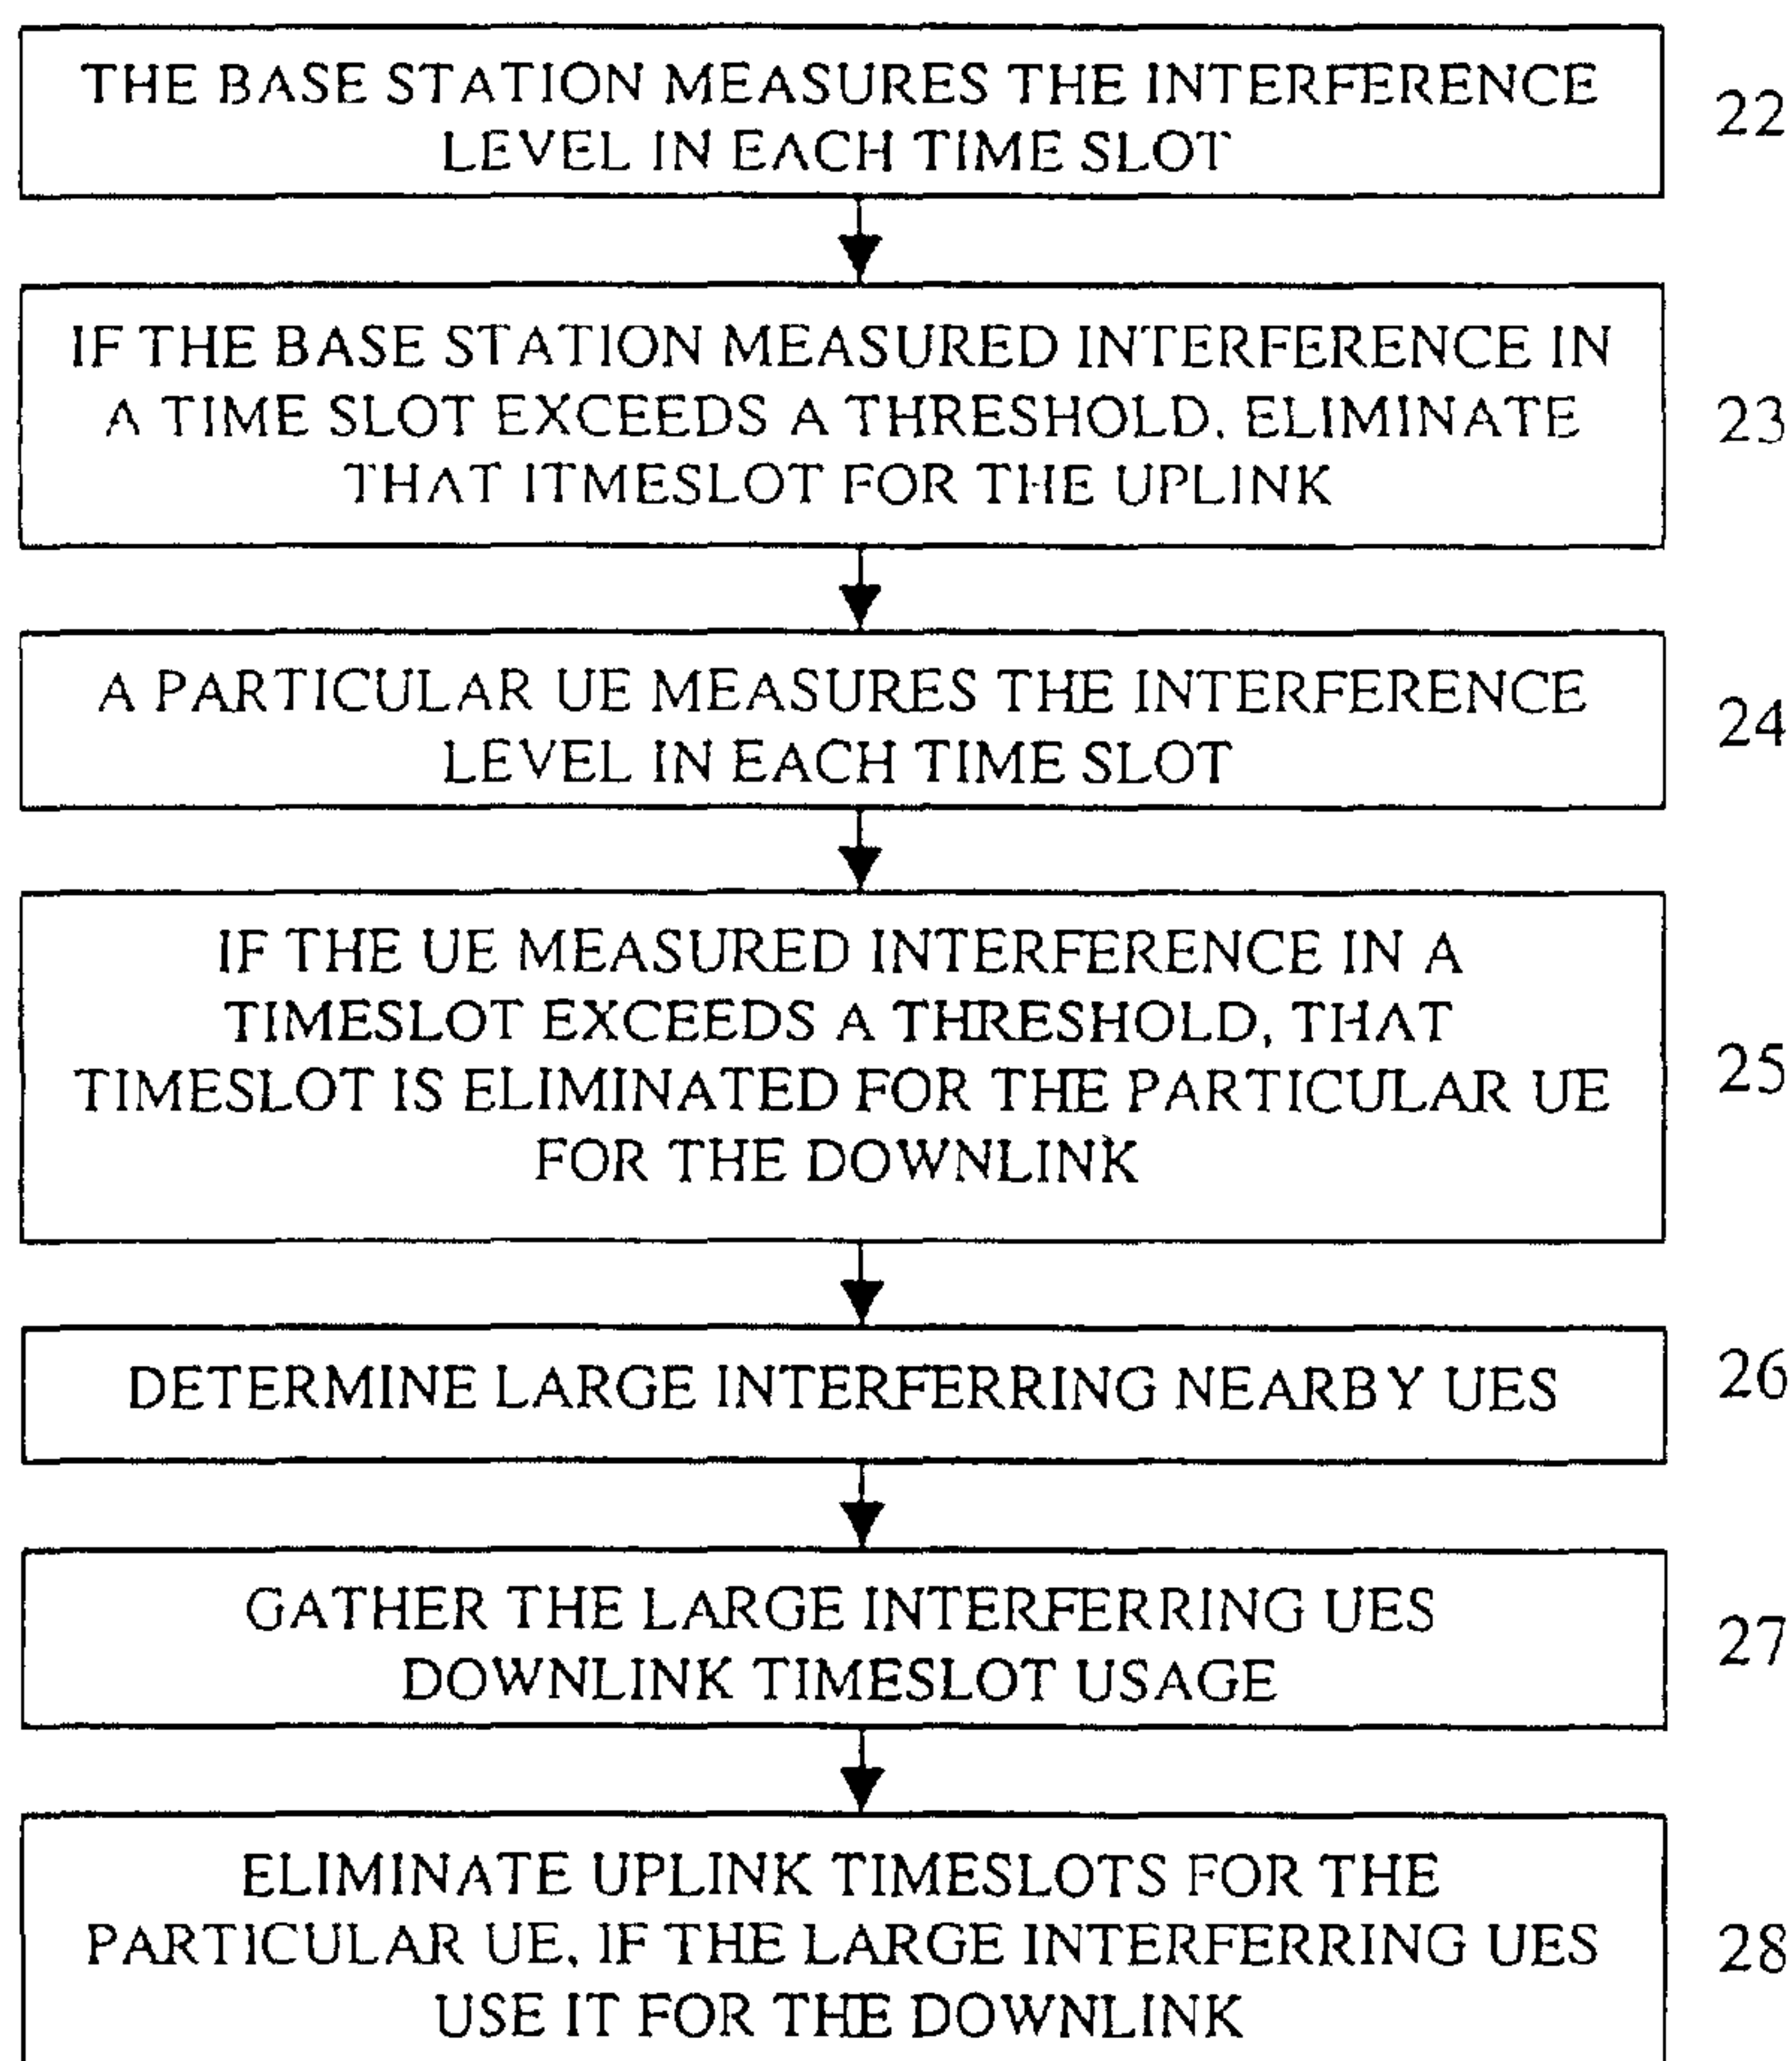 THE BASE STATION MEASURES THE INTERFERENCE
LEVEL IN EACH TIME SLOT
22
IF THE BASE STATION MEASURED INTERFERENCE IN
A TIME SLOT EXCEEDS A THRESHOLD, ELIMINATE
THAT ITMESLOT FOR THE UPLINK
23
A PARTICULAR UE MEASURES THE INTERFERENCE
LEVEL IN EACH TIME SLOT
24
IF THE UE MEASURED INTERFERENCE IN A
TIMESLOT EXCEEDS A THRESHOLD, THAT
TIMESLOT IS ELIMINATED FOR THE PARTICULAR UE
FOR THE DOWNLINK
25
DETERMINE LARGE INTERFERRING NEARBY UES
26
GATHER THE LARGE INTERFERRING UES
DOWNLINK TIMESLOT USAGE
27
ELIMINATE UPLINK TIMESLOTS FOR THE
PARTICULAR UE, IF THE LARGE INTERFERRING UES
USE IT FOR THE DOWNLINK
28